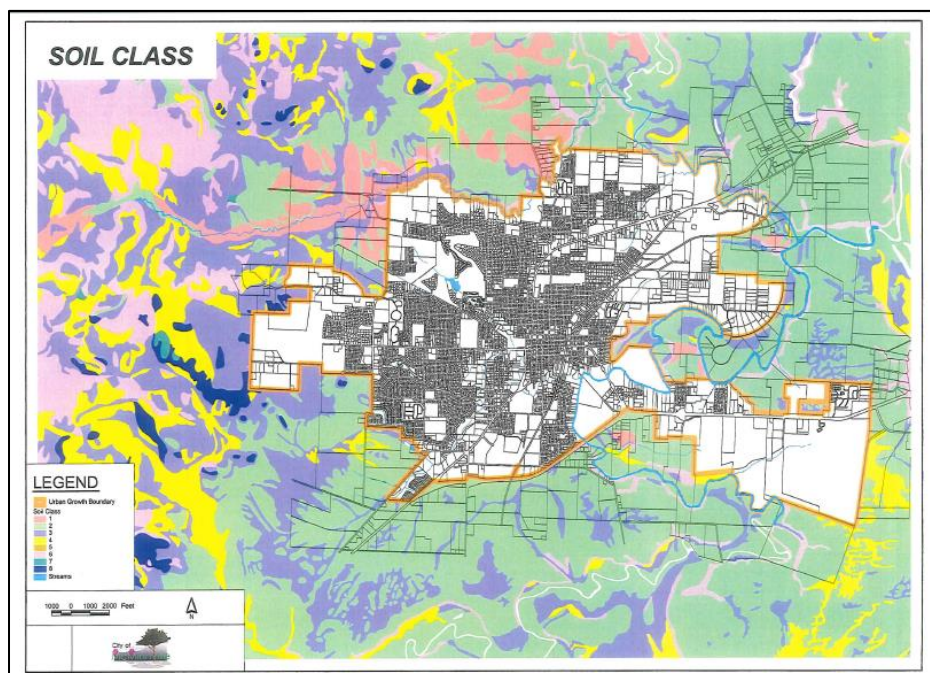 SOIL CLASS
LEGEND
Urban Growth Boundary
Soil Class
1
2
3
4
5
6
7
8
Streams
1000 0 1000 2000 Feet
N
City of